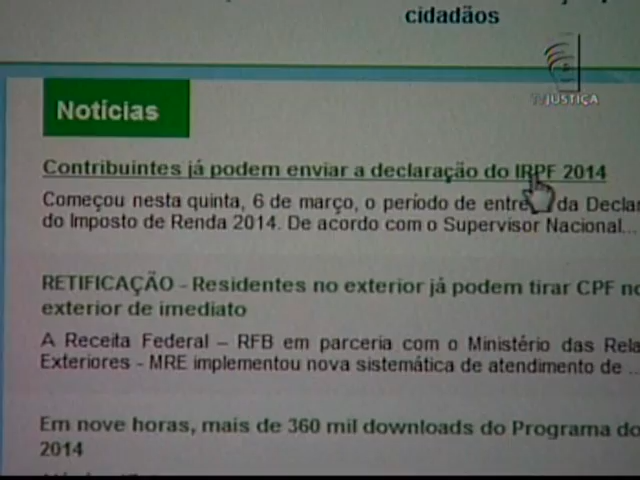 cidadãos
TVJUSTIÇA
Notícias
Contribuintes já podem enviar a declaração do IRPF 2014
Começou nesta quinta, 6 de março, o período de entre da Declar
do Imposto de Renda 2014. De acordo com o Supervisor Nacional...
RETIFICAÇÃO - Residentes no exterior já podem tirar CPF no
exterior de imediato
A Receita Federal – RFB em parceria com o Ministério das Rela
Exteriores - MRE implementou nova sistemática de atendimento de ...
Em nove horas, mais de 360 mil downloads do Programa do
2014